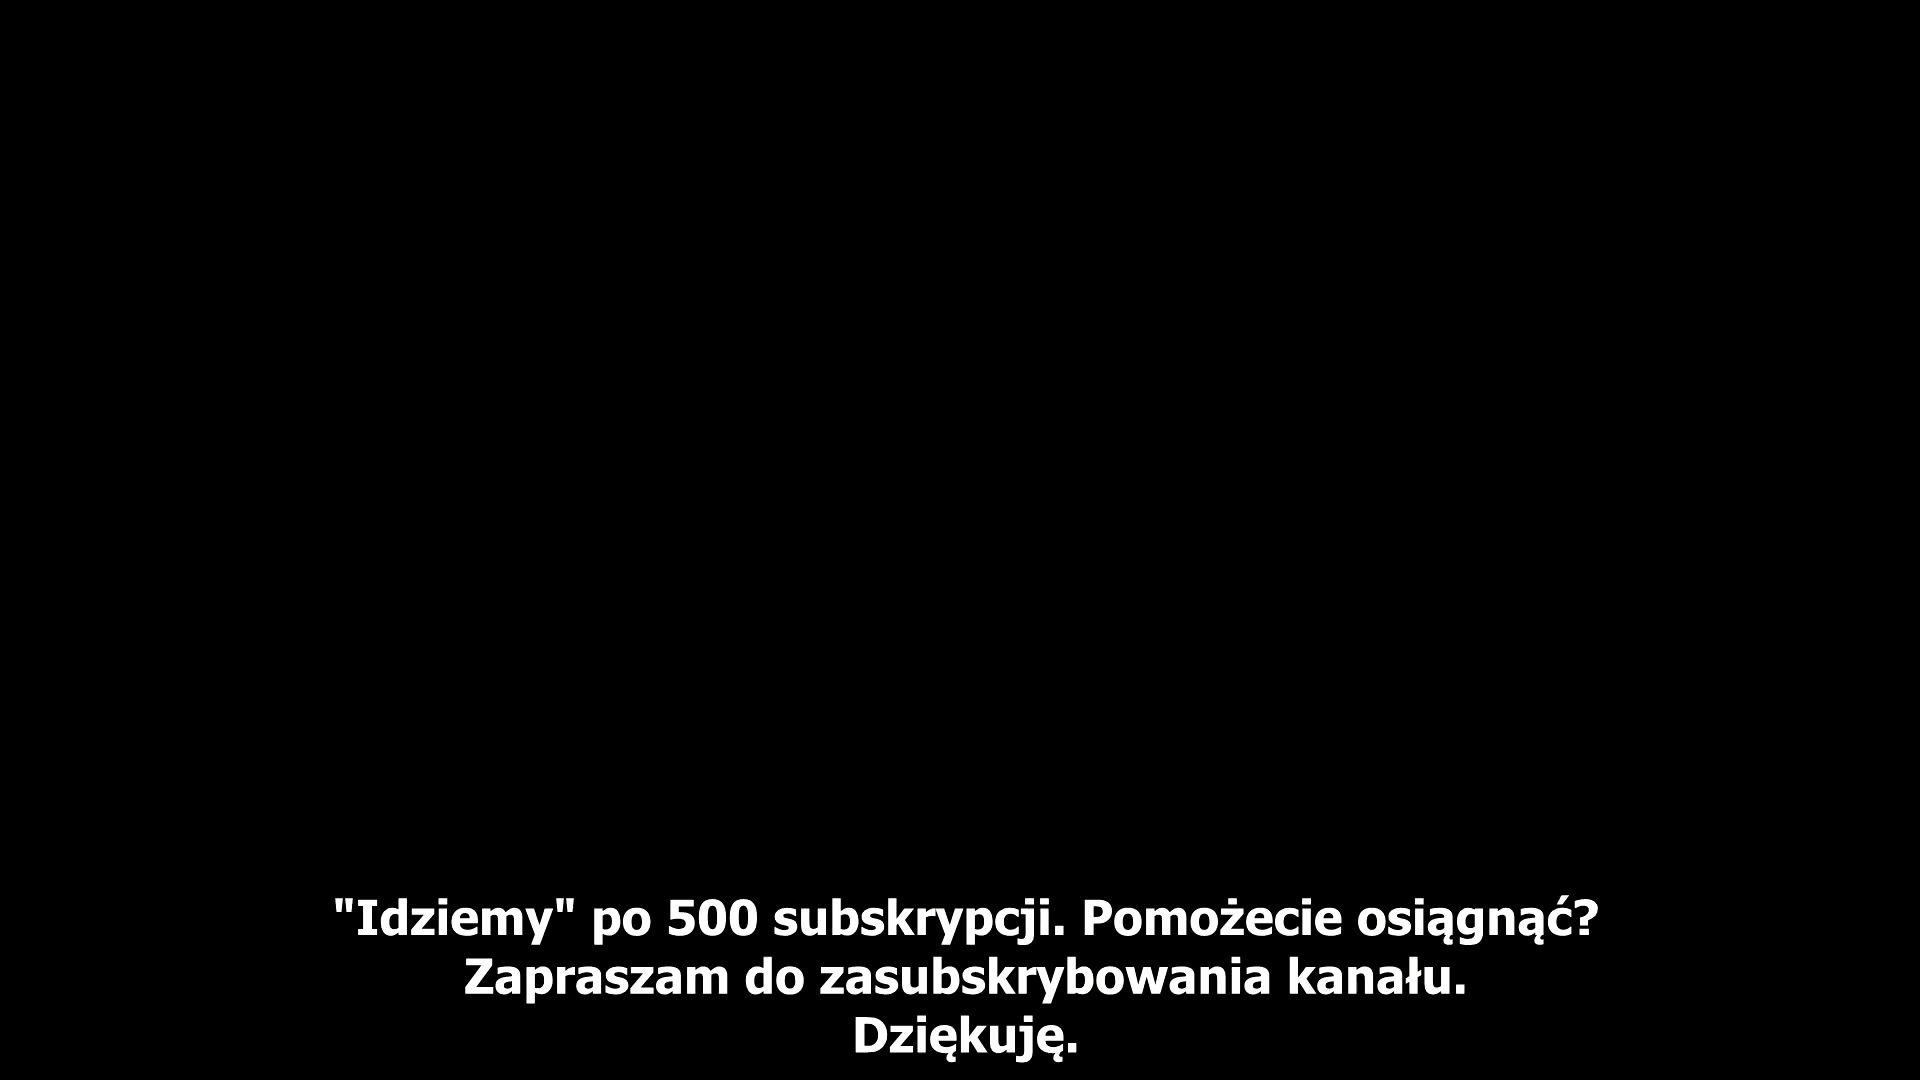 "Idziemy" po 500 subskrypcji. Pomożecie osiągnąć?
Zapraszam do zasubskrybowania kanału.
Dziękuję.